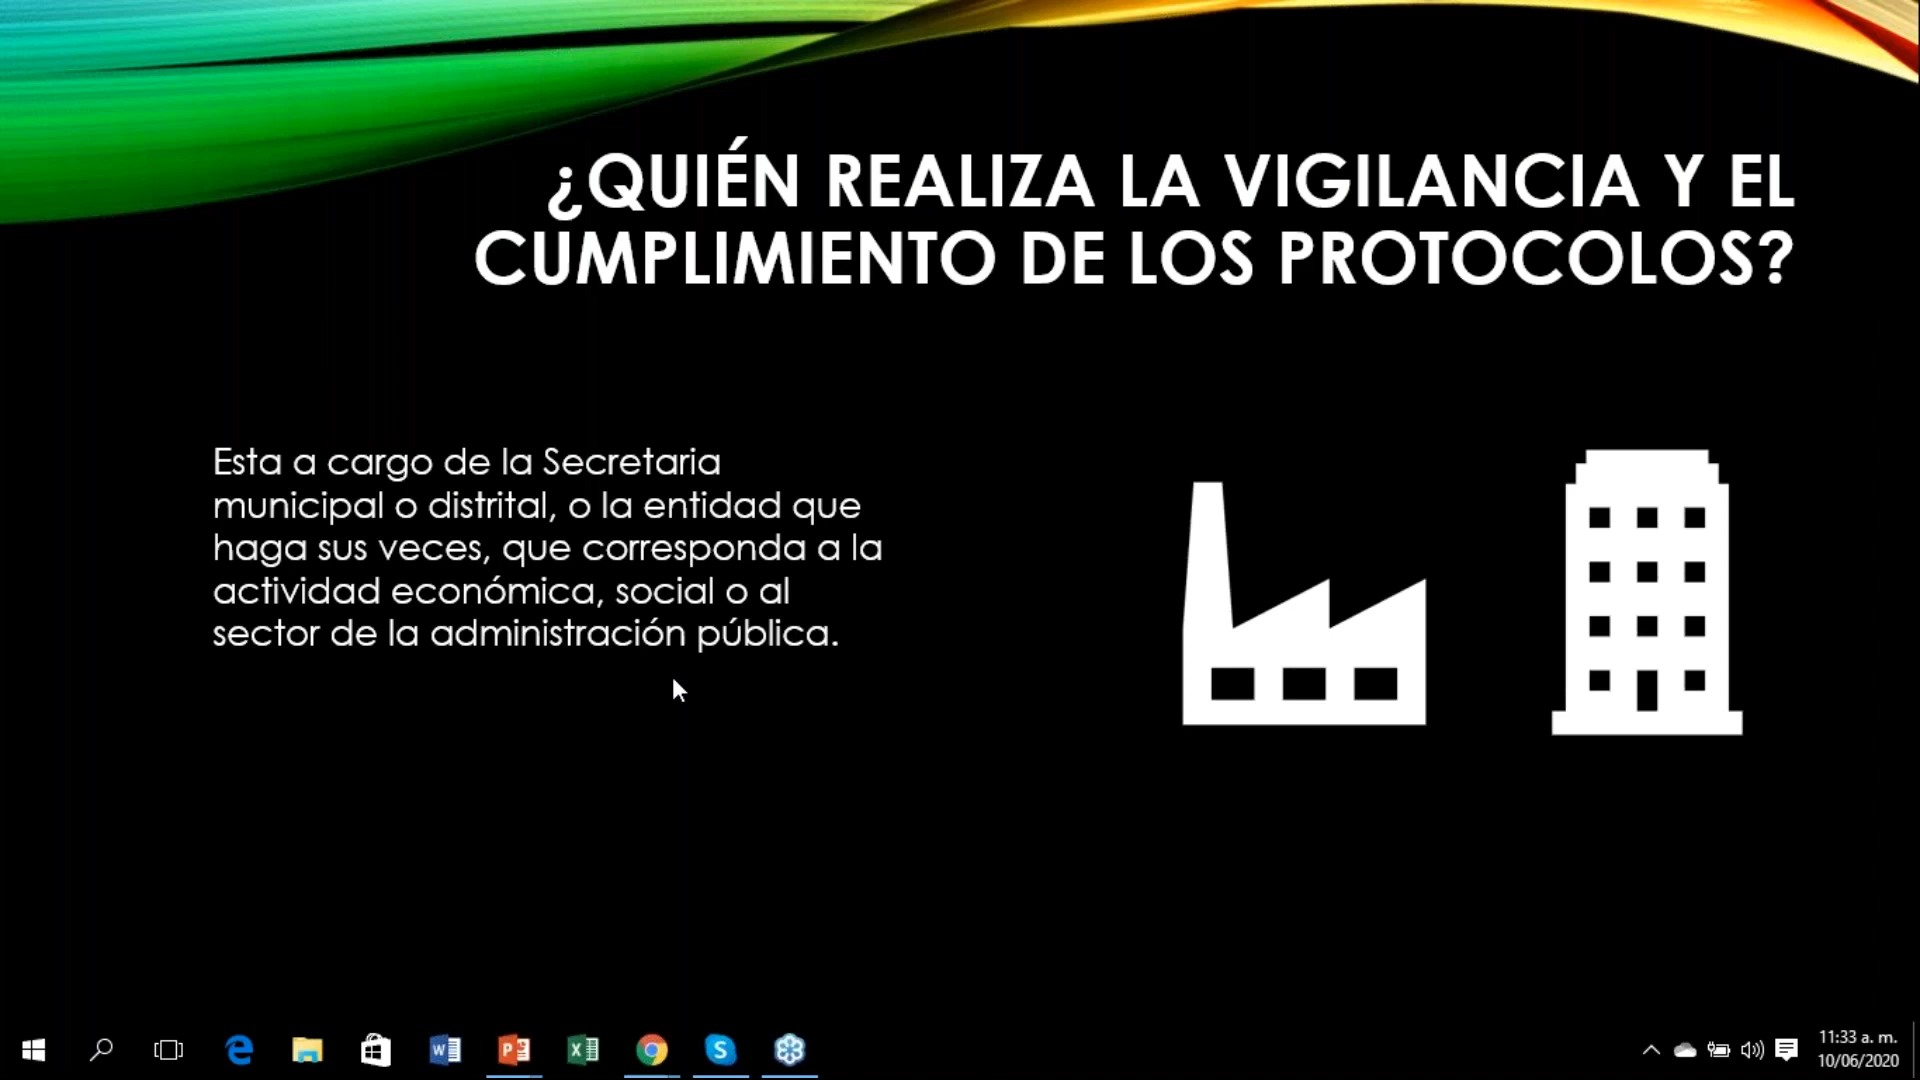 ¿QUIÉN REALIZA LA VIGILANCIA Y EL
CUMPLIMIENTO DE LOS PROTOCOLOS?
Esta a cargo de la Secretaria
municipal o distrital, o la entidad que
haga sus veces, que corresponda a la
actividad económica, social o al
sector de la administración pública.
11:33 a. m.
10/06/2020